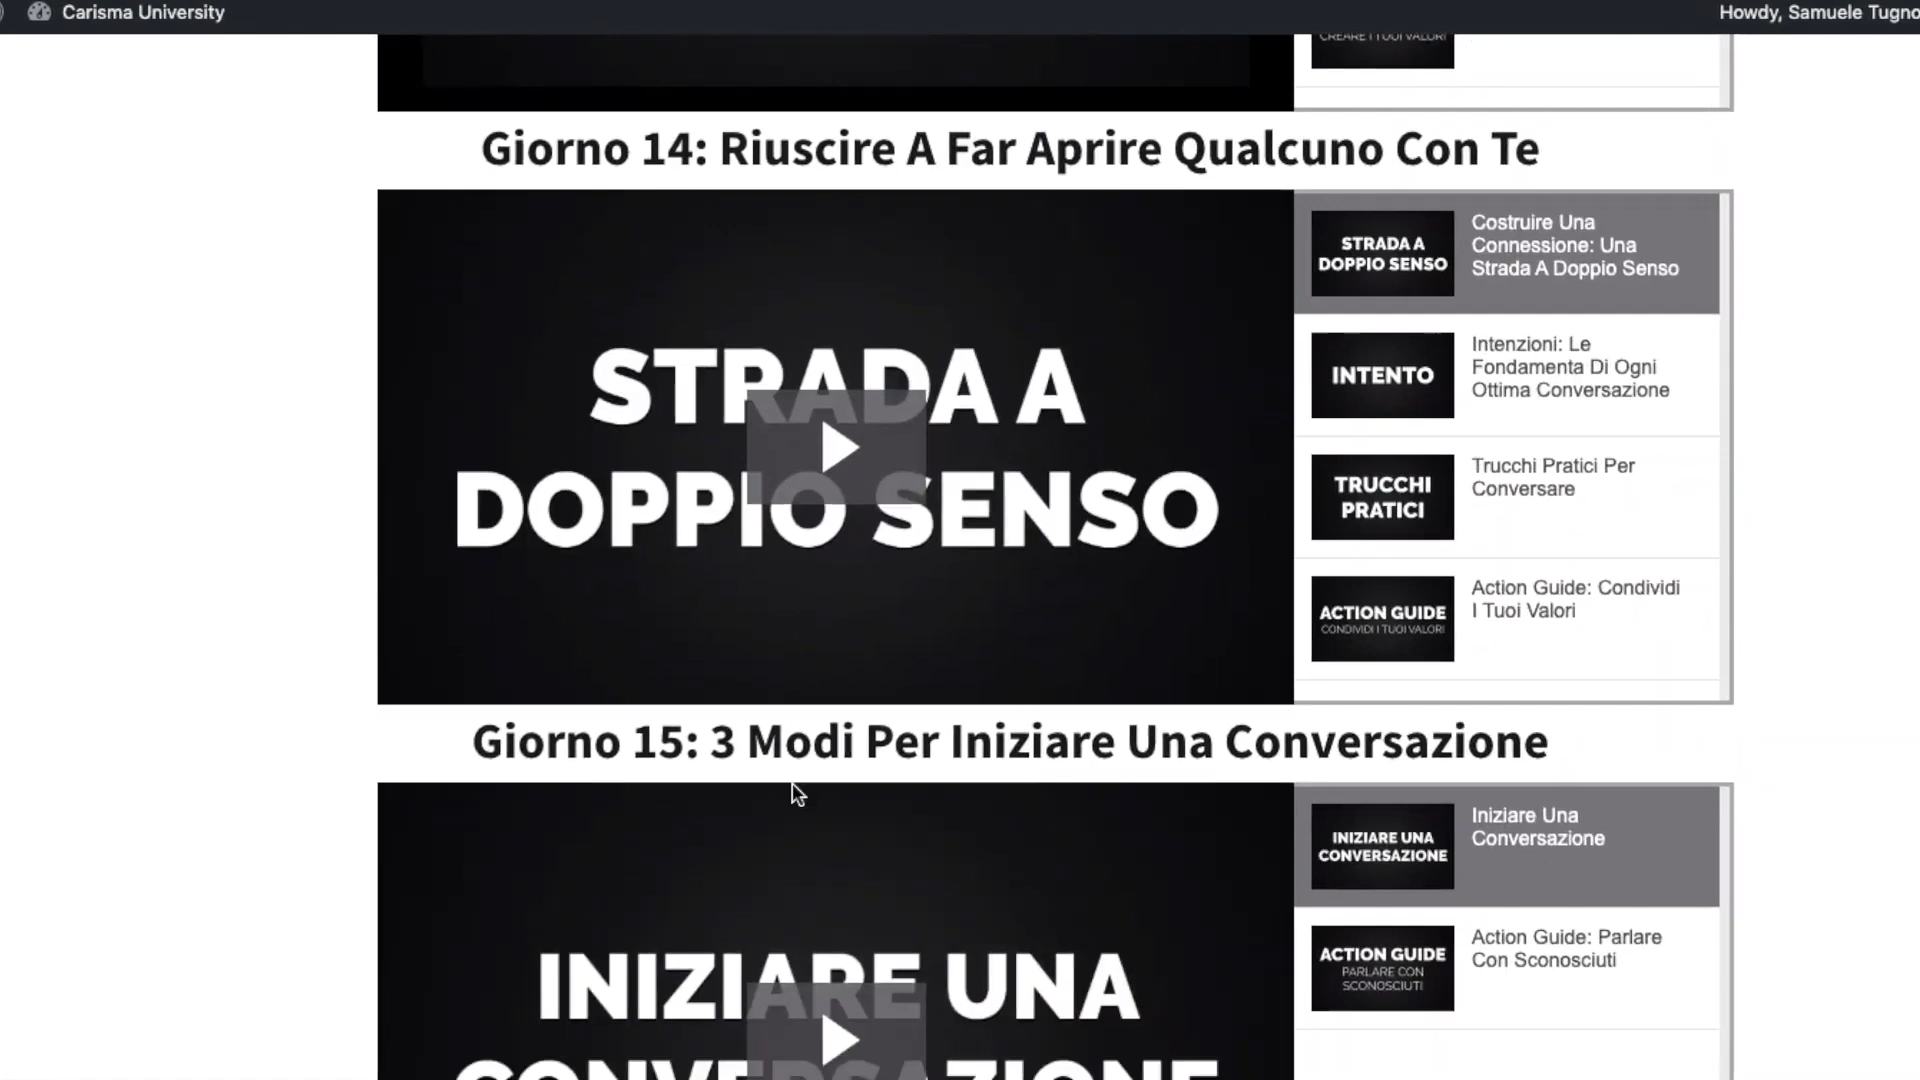 Carisma University
Howdy, Samuele Tugno
CREARE I TUOI VALORI
Giorno 14: Riuscire A Far Aprire Qualcuno Con Te
STRADA A
DOPPIO SENSO
STRADA A
DOPPIO SENSO
Costruire Una
Connessione: Una
Strada A Doppio Senso
INTENTO
Intenzioni: Le
Fondamenta Di Ogni
Ottima Conversazione
TRUCCHI
PRATICI
Trucchi Pratici Per
Conversare
ACTION GUIDE
CONDIVIDI I TUOI VALORI
Action Guide: Condividi
I Tuoi Valori
Giorno 15: 3 Modi Per Iniziare Una Conversazione
INIZIARE UNA
CONVERSAZIONE
INIZIARE UNA
CONVERSAZIONE
Iniziare Una
Conversazione
ACTION GUIDE
PARLARE CON
SCONOSCIUTI
Action Guide: Parlare
Con Sconosciuti